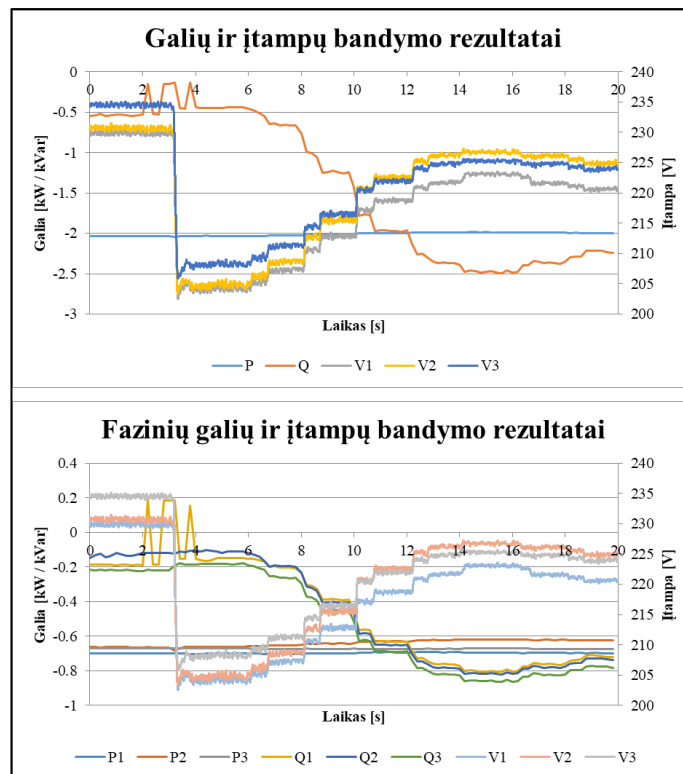 Galių ir įtampų bandymo rezultatai
Galia [kW / kVar]
0
-0.5
-1
-1.5
-2
-2.5
-3
0 2 4 6 8 10 12 14 16 18 20
240
235
230
225
220
215
210
205
200
Įtampa [V]
Laikas [s]
P Q V1 V2 V3
Fazinių galių ir įtampų bandymo rezultatai
Galia [kW / kVar]
0.4
0.2
0
-0.2
-0.4
-0.6
-0.8
-1
0 2 4 6 8 10 12 14 16 18 20
240
235
230
225
220
215
210
205
200
Įtampa [V]
Laikas [s]
P1 P2 P3 Q1 Q2 Q3 V1 V2 V3